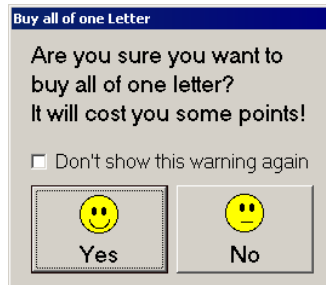 Buy all of one Letter
Are you sure you want to
buy all of one letter?
It will cost you some points!
Don't show this warning again
Yes
No